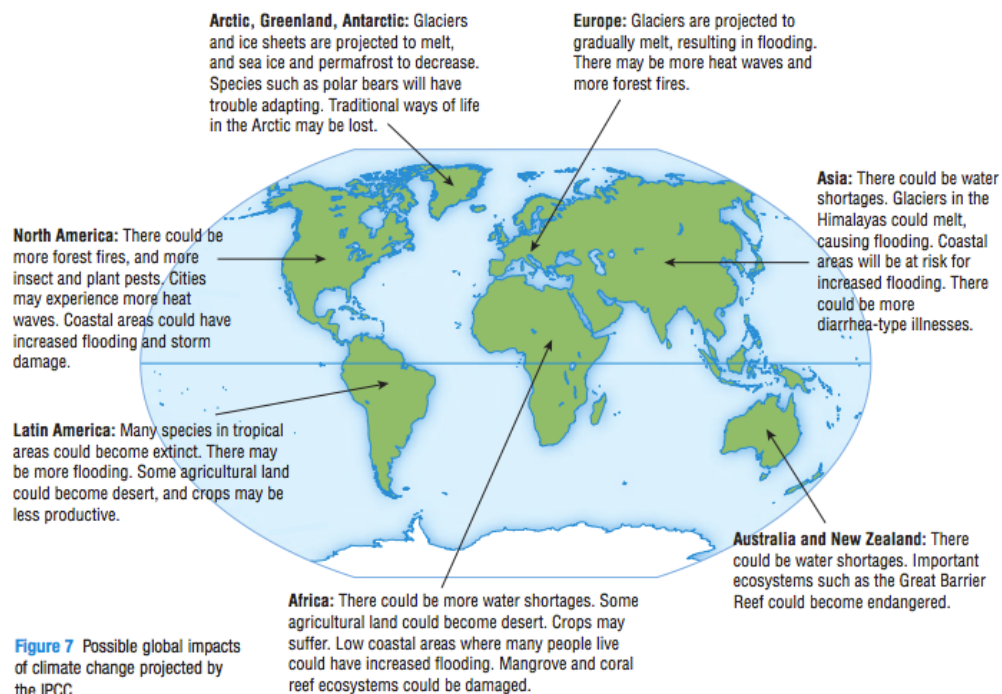 Arctic, Greenland, Antarctic: Glaciers
and ice sheets are projected to melt,
and sea ice and permafrost to decrease.
Species such as polar bears will have
trouble adapting. Traditional ways of life
in the Arctic may be lost.
Europe: Glaciers are projected to
gradually melt, resulting in flooding.
There may be more heat waves and
more forest fires.
Asia: There could be water
shortages. Glaciers in the
Himalayas could melt,
causing flooding. Coastal
areas will be at risk for
increased flooding. There
could be more
diarrhea-type illnesses.
North America: There could be
more forest fires, and more
insect and plant pests. Cities
may experience more heat
waves. Coastal areas could have
increased flooding and storm
damage.
Latin America: Many species in tropical
areas could become extinct. There may
be more flooding. Some agricultural land
could become desert, and crops may be
less productive.
Australia and New Zealand: There
could be water shortages. Important
ecosystems such as the Great Barrier
Reef could become endangered.
Africa: There could be more water shortages. Some
agricultural land could become desert. Crops may
suffer. Low coastal areas where many people live
could have increased flooding. Mangrove and coral
reef ecosystems could be damaged.
Figure 7 Possible global impacts
of climate change projected by
the IPCC